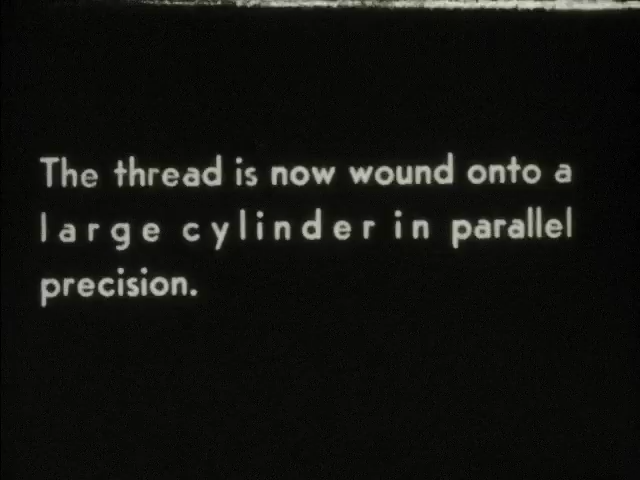 The thread is now wound onto a
large cylinder in parallel
precision.